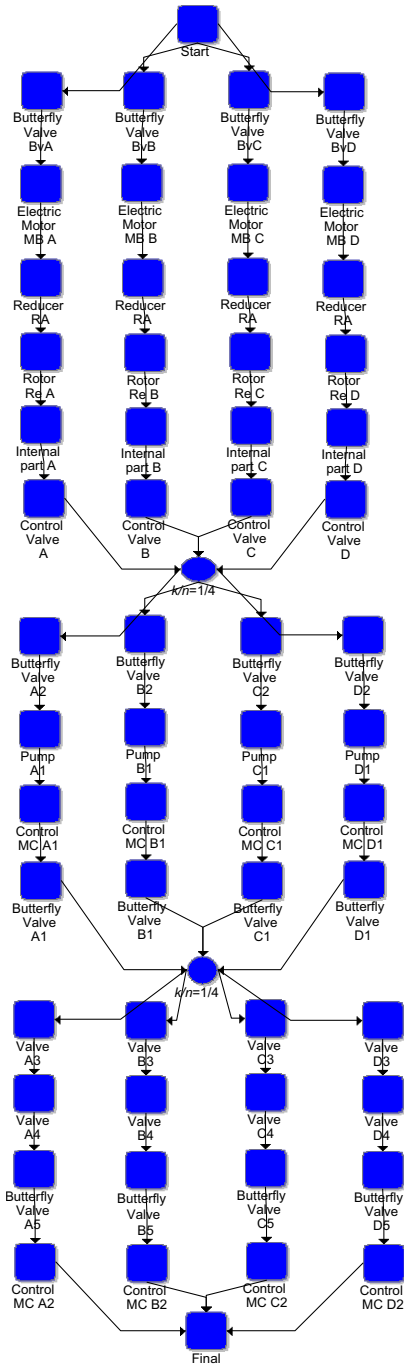 Start
Butterfly Butterfly Butterfly Butterfly
Valve Valve Valve Valve
BvA BvB BvC BvD
Electric Electric Electric Electric
Motor Motor Motor Motor
MB A MB B MB C MB D
Reducer Reducer Reducer Reducer
RA RA RA RA
Rotor Rotor Rotor Rotor
Re A Re B Re C Re D
Internal Internal Internal Internal
part A part B part C part D
Control Control Control Control
Valve Valve Valve Valve
A B C D
k/n=1/4
Butterfly Butterfly Butterfly Butterfly
Valve Valve Valve Valve
A2 B2 C2 D2
Pump Pump Pump Pump
A1 B1 C1 D1
Control Control Control Control
MC A1 MC B1 MC C1 MC D1
Butterfly Butterfly Butterfly Butterfly
Valve Valve Valve Valve
A1 B1 C1 D1
k/n=1/4
Valve Valve Valve Valve
A3 B3 C3 D3
Valve Valve Valve Valve
A4 B4 C4 D4
Butterfly Butterfly Butterfly Butterfly
Valve Valve Valve Valve
A5 B5 C5 D5
Control Control Control Control
MC A2 MC B2 MC C2 MC D2
Final